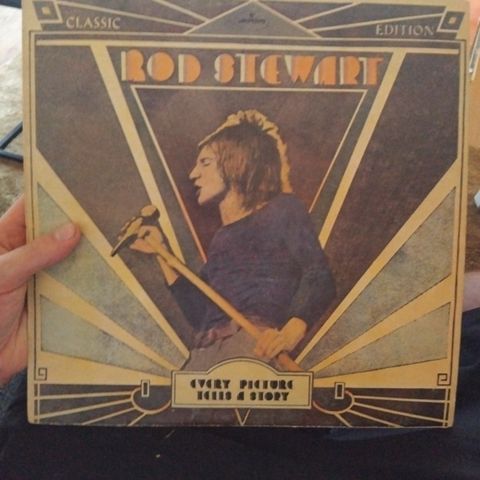 CLASSIC
EDITION
ROD STEWART
EVERY PICTURE
TELLS A STORY